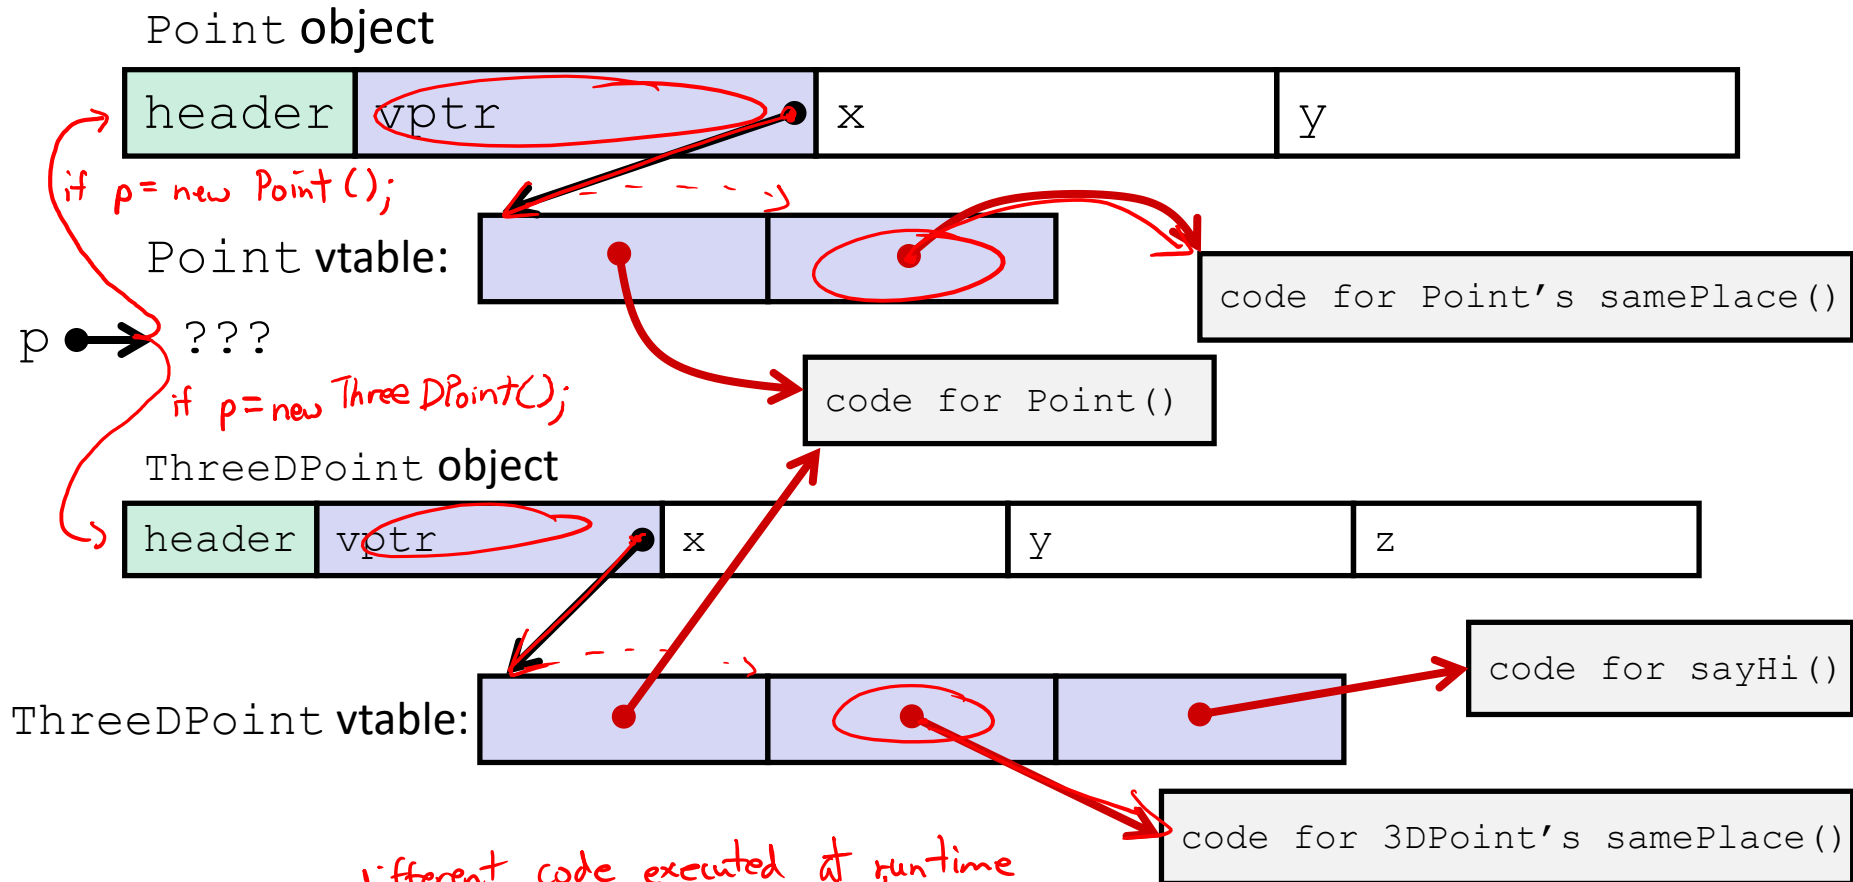 Point object
header vptr x y
if p = new Point();
Point vtable:
code for Point's samePlace()
p ???
if p = new ThreeDPoint();
code for Point()
ThreeDPoint object
header vptr x y z
code for sayHi()
ThreeDPoint vtable:
code for 3DPoint's samePlace()
different code executed at runtime